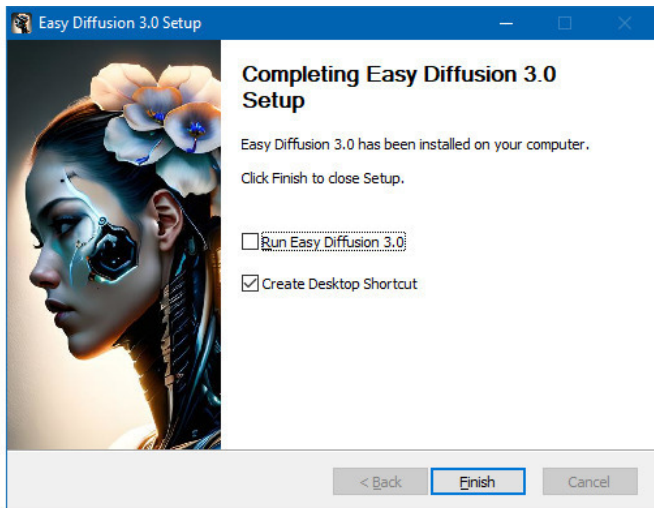 Easy Diffusion 3.0 Setup
Completing Easy Diffusion 3.0
Setup
Easy Diffusion 3.0 has been installed on your computer.
Click Finish to close Setup.
Run Easy Diffusion 3.0
Create Desktop Shortcut
< Back Finish Cancel